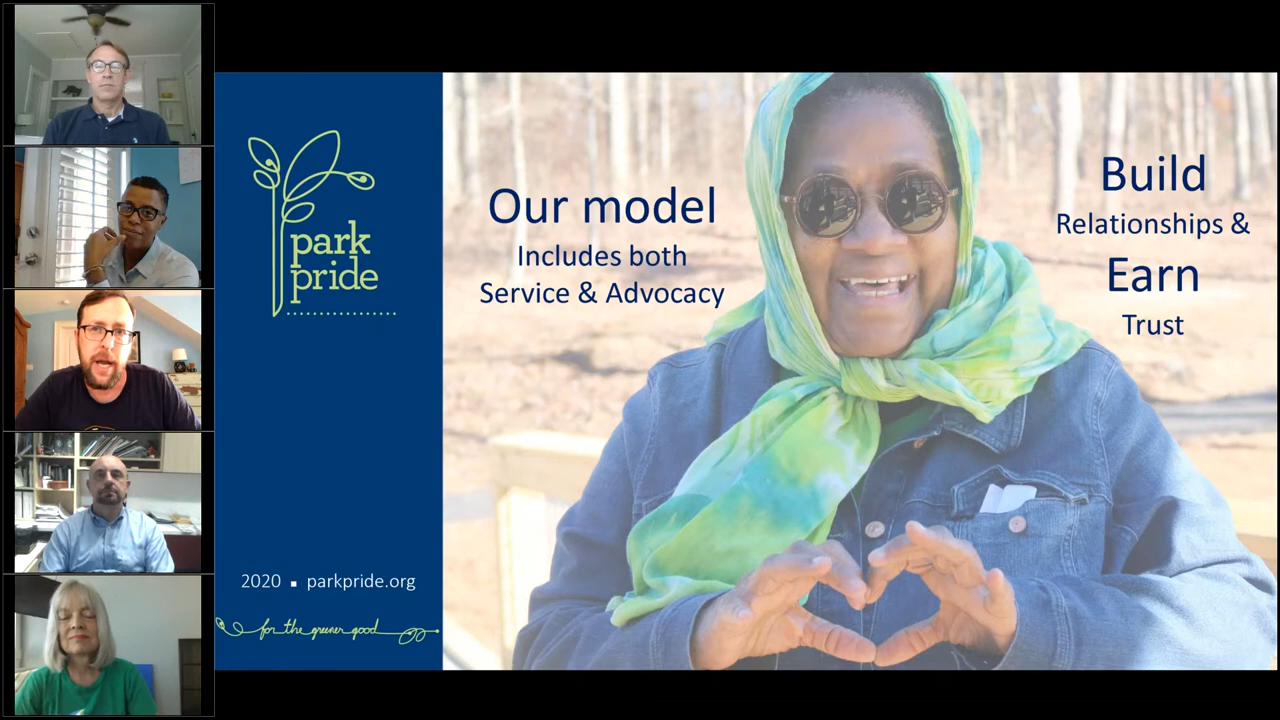 park
pride
2020 ▪ parkpride.org
for the greener good
Our model
Includes both
Service & Advocacy
Build
Relationships &
Earn
Trust